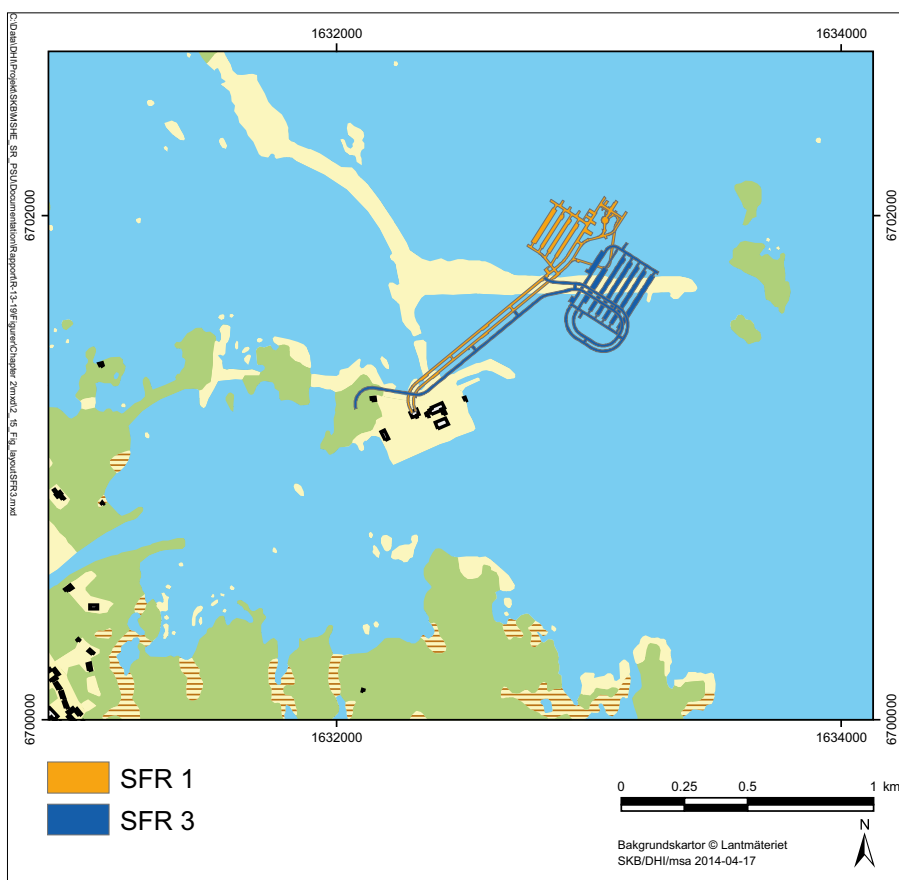 1632000
1634000
C:\Data\DHI\Projekt\SKB\MSHE_SR_PSU\Documentation\Rapport\R-13-19\Figurer\Chapter 2\mxd\2_15_Fig_layoutSFR3.mxd
6702000
6702000
6700000
6700000
1632000
1634000
SFR 1
SFR 3
0 0.25 0.5 1 km
N
Bakgrundskartor © Lantmäteriet
SKB/DHI/msa 2014-04-17